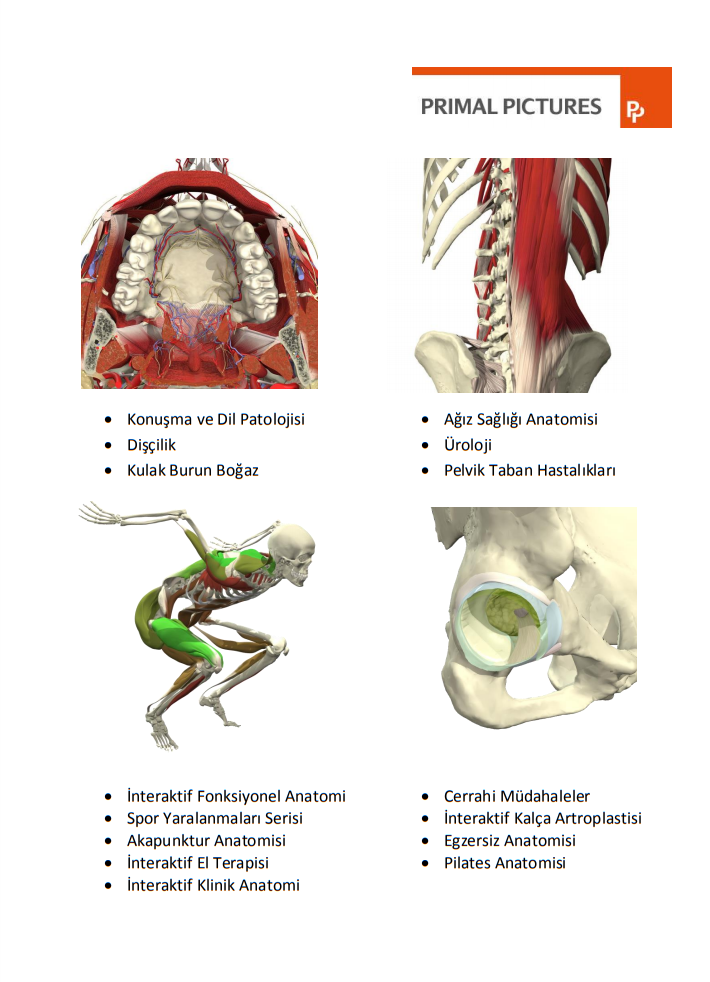 PRIMAL PICTURES
• Konuşma ve Dil Patolojisi
• Dişçilik
• Kulak Burun Boğaz
• Ağız Sağlığı Anatomisi
• Üroloji
• Pelvik Taban Hastalıkları
• İnteraktif Fonksiyonel Anatomi
• Spor Yaralanmaları Serisi
• Akapunktur Anatomisi
• İnteraktif El Terapisi
• İnteraktif Klinik Anatomi
• Cerrahi Müdahaleler
• İnteraktif Kalça Artroplastisi
• Egzersiz Anatomisi
• Pilates Anatomisi